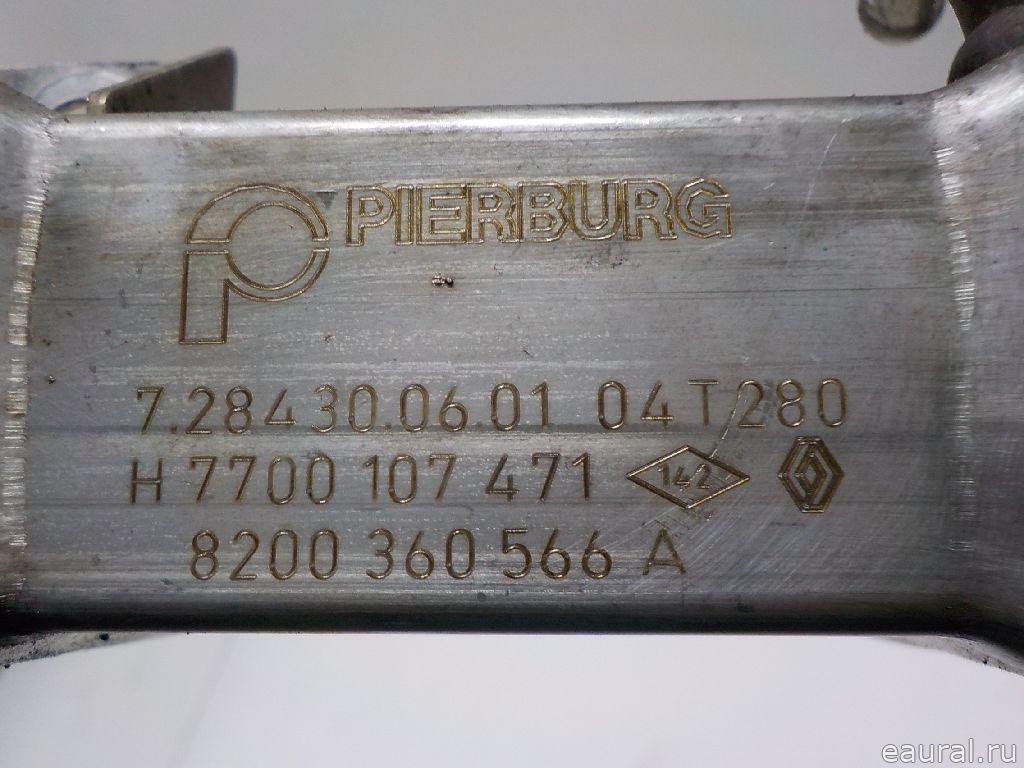 PIERBURG
7.28430.06.01 04T280
H 7700 107 471 142
8200 360 566 A
eaural.ru